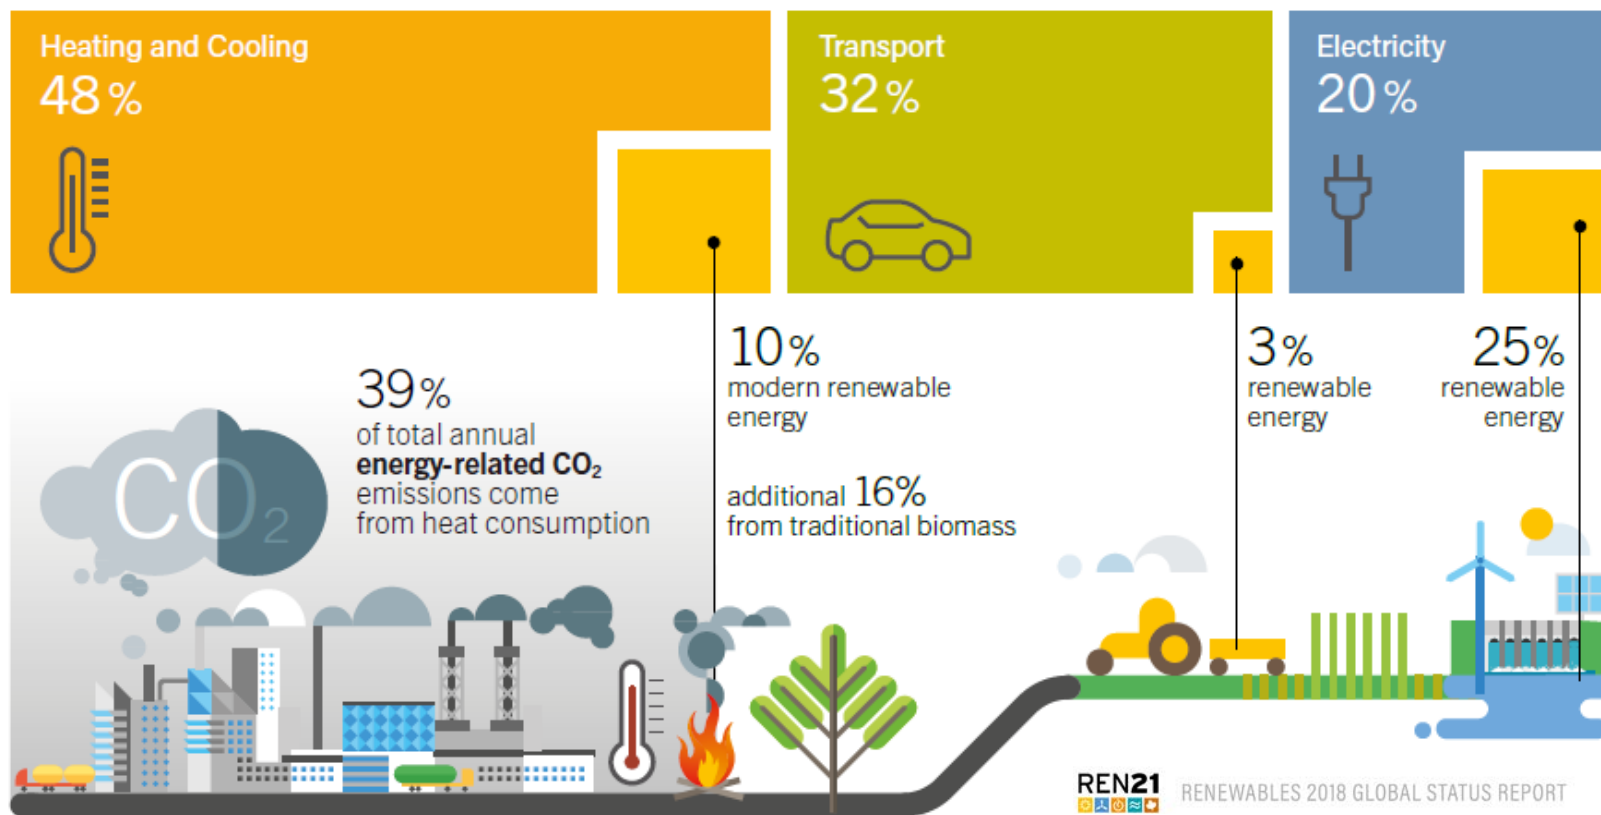 Heating and Cooling
48 %
Transport
32 %
Electricity
20 %
39 %
of total annual
energy-related CO₂
emissions come
from heat consumption
10 %
modern renewable
energy
additional 16%
from traditional biomass
3 %
renewable
energy
25 %
renewable
energy
CO₂
REN21
RENEWABLES 2018 GLOBAL STATUS REPORT